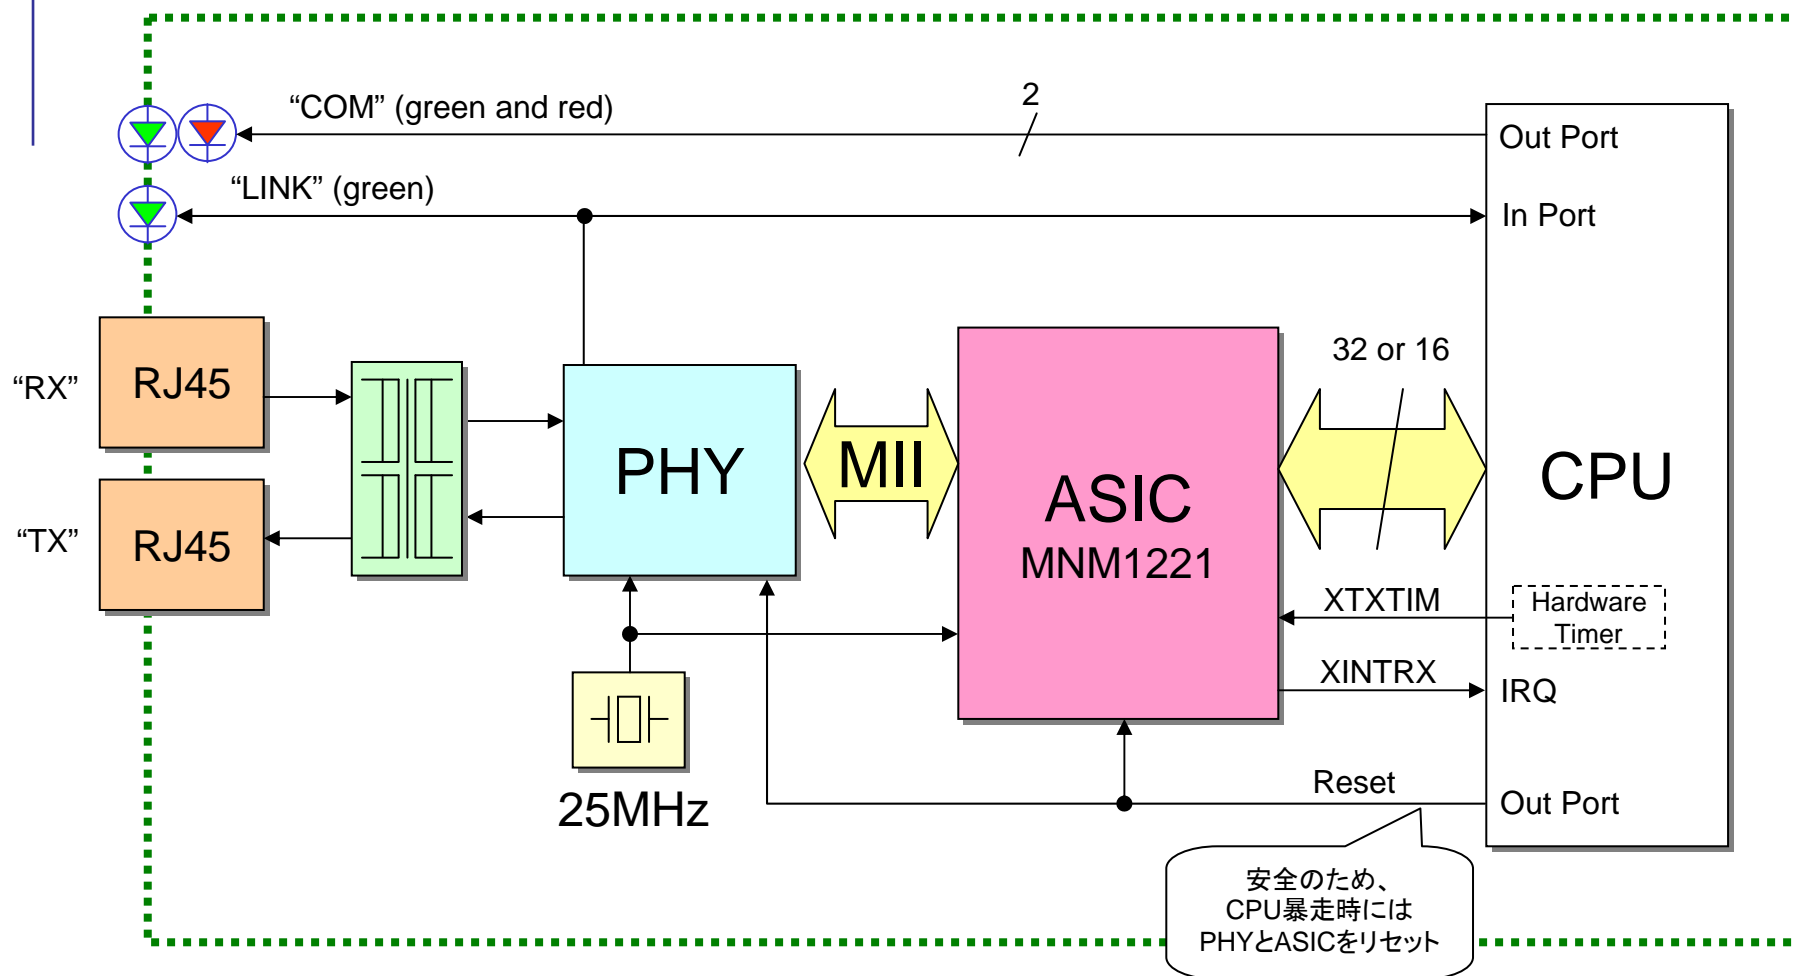 “COM” (green and red)
2
Out Port
“LINK” (green)
In Port
“RX”
RJ45
“TX”
RJ45
PHY
MII
ASIC
MNM1221
32 or 16
CPU
XTXTIM
Hardware
Timer
XINTRX
IRQ
25MHz
Reset
Out Port
安全のため、
CPU暴走時には
PHYとASICをリセット